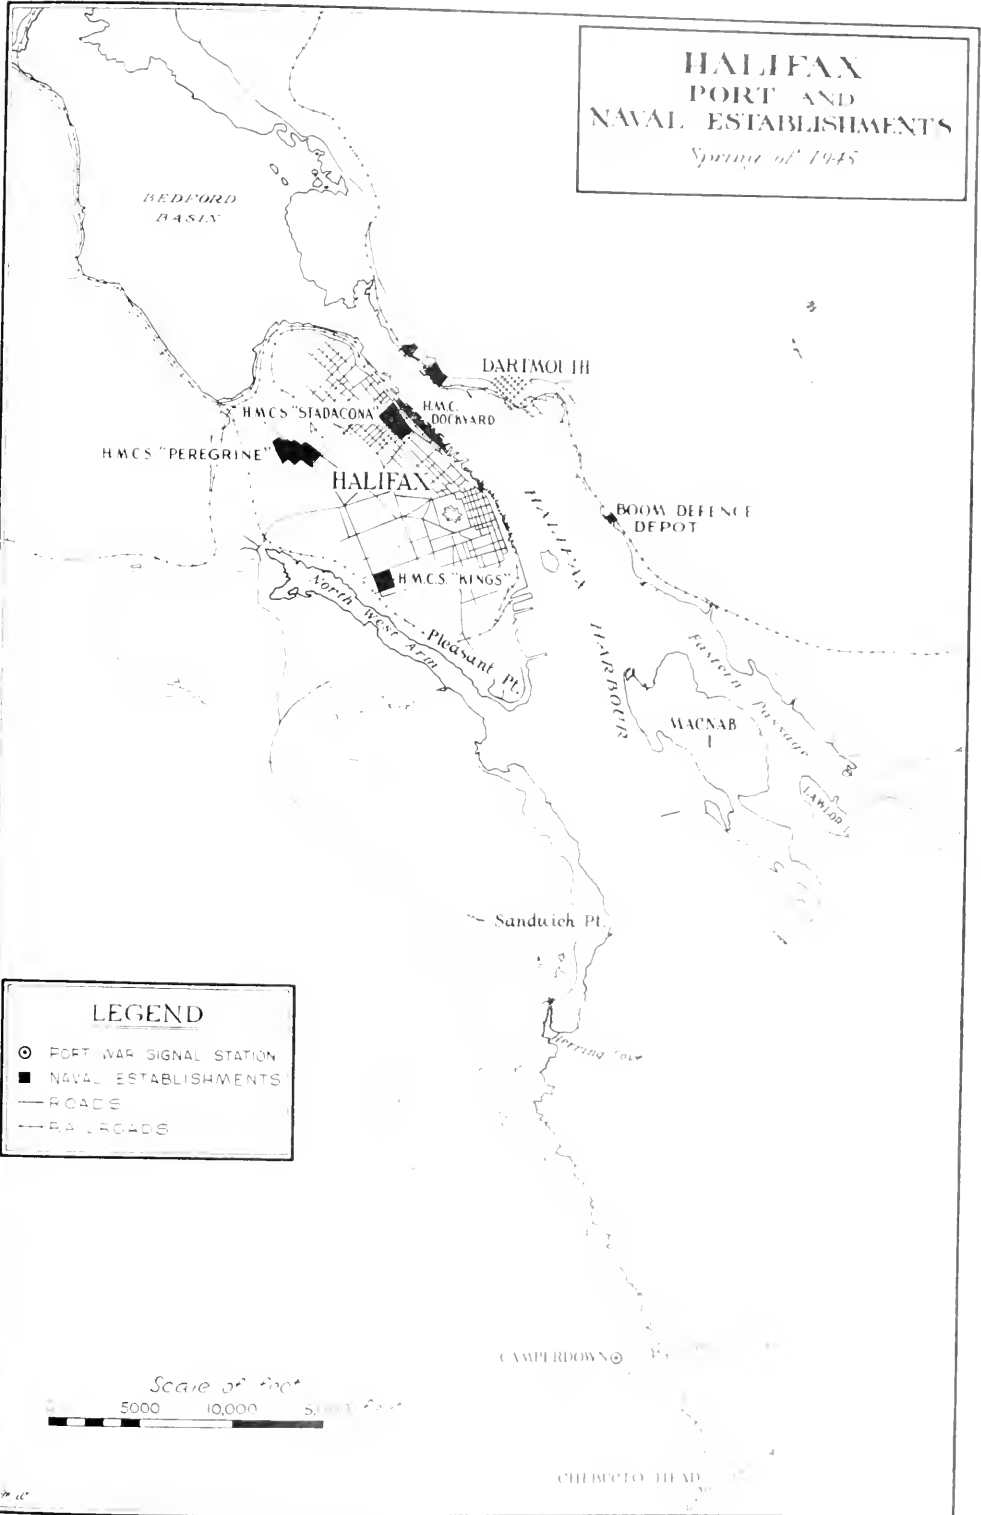 HALIFAX
PORT AND
NAVAL ESTABLISHMENTS
Spring of 1945
BEDFORD
BASIN
DARTMOUTH
H.M.C.S "STADACONA"
H.M.C.
DOCKYARD
H.M.C.S "PEREGRINE"
HALIFAX
BOOM DEFENCE
DEPOT
HALIFAX
HARBOUR
H.M.C.S. "KINGS"
North West Arm
Pleasant Pt.
Eastern Passage
MACNAB
I
LAWLOR I.
Sandwich Pt.
Herring Cove
LEGEND
PORT WAR SIGNAL STATION
NAVAL ESTABLISHMENTS
ROADS
RAILROADS
CAMPERDOWN
Scale of feet
5000 10,000
CHEBUCTO HEAD